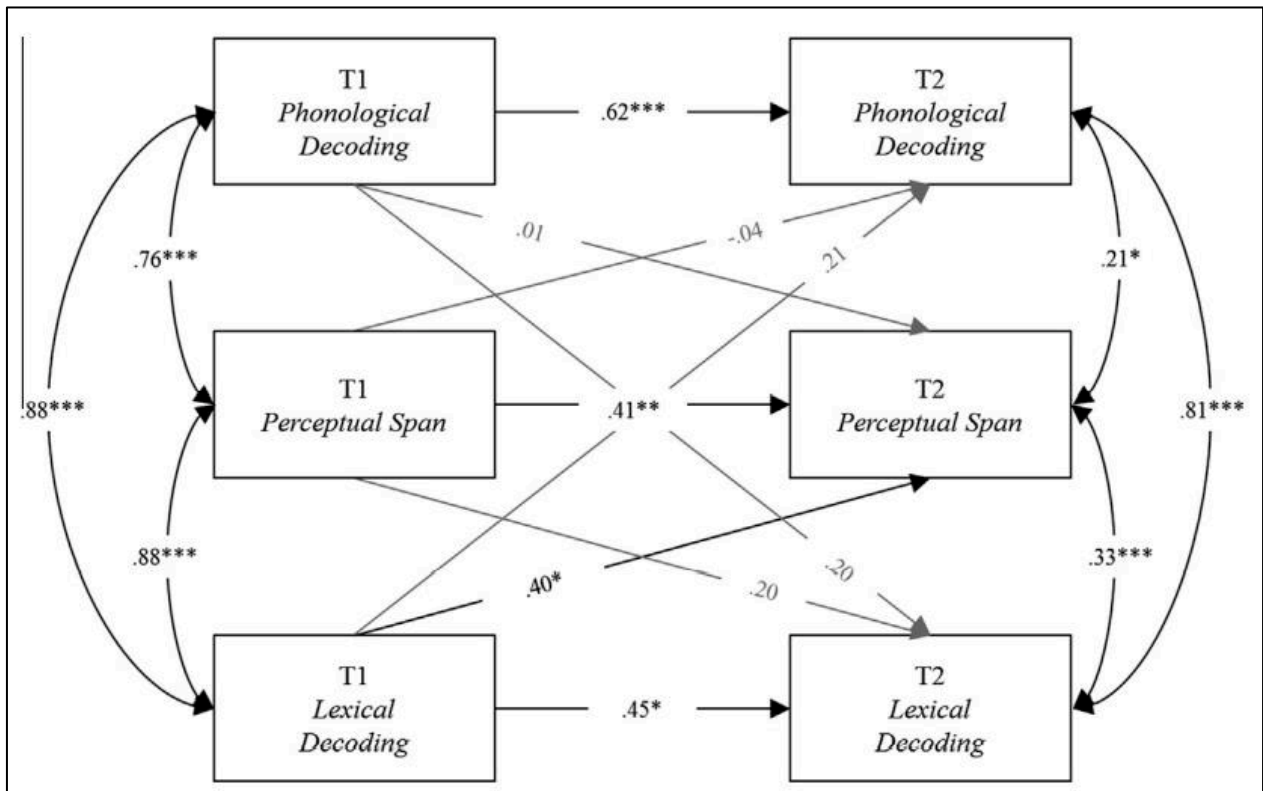 T1
Phonological
Decoding
.62***
T2
Phonological
Decoding
.01
-.04
.21
.76***
.21*
T1
Perceptual Span
.41**
T2
Perceptual Span
.88***
.81***
.88***
.40*
.20
.20
.33***
T1
Lexical
Decoding
.45*
T2
Lexical
Decoding